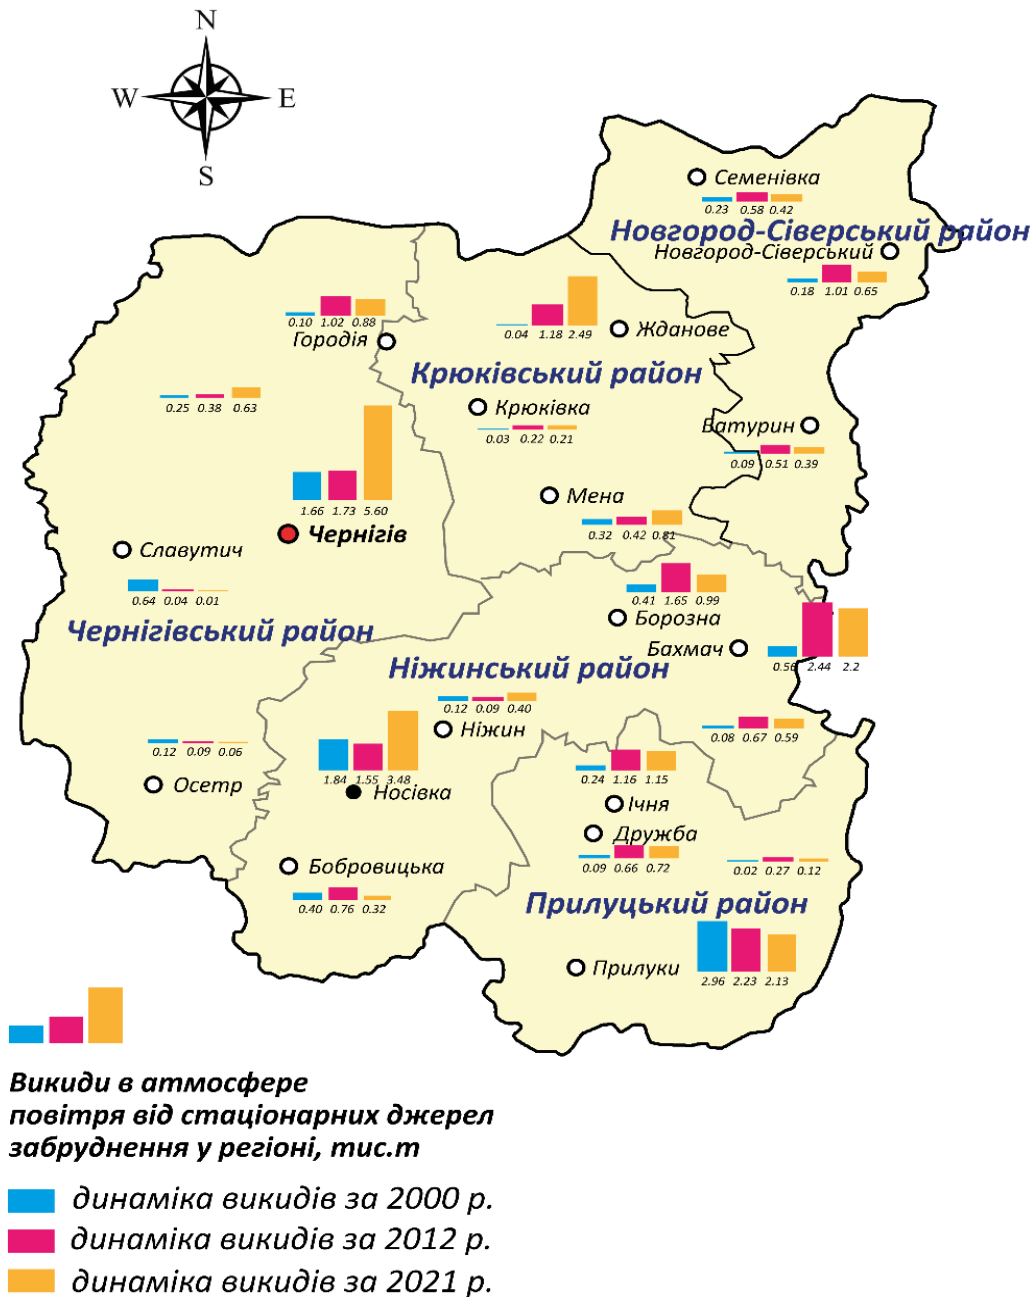 N
W E
S
Семенівка
0.23 0.58 0.42
Новгород-Сіверський район
Новгород-Сіверський
0.18 1.01 0.65
0.10 1.02 0.88
Городія
0.04 1.18 2.49
Жданове
Крюківський район
0.25 0.38 0.63
Крюківка
0.03 0.22 0.21
Батурин
0.09 0.51 0.39
1.66 1.73 5.60
Чернігів
Мена
0.32 0.42 0.81
Славутич
0.64 0.04 0.01
Чернігівський район
0.41 1.65 0.99
Борозна
Бахмач
0.56 2.44 2.2
Ніжинський район
0.12 0.09 0.40
Ніжин
0.08 0.67 0.59
0.12 0.09 0.06
Осетр
1.84 1.55 3.48
Носівка
0.24 1.16 1.15
Ічня
Дружба
0.09 0.66 0.72
0.02 0.27 0.12
Бобровицька
0.40 0.76 0.32
Прилуцький район
Прилуки
2.96 2.23 2.13
Викиди в атмосфере
повітря від стаціонарних джерел
забруднення у регіоні, тис.т
динаміка викидів за 2000 р.
динаміка викидів за 2012 р.
динаміка викидів за 2021 р.